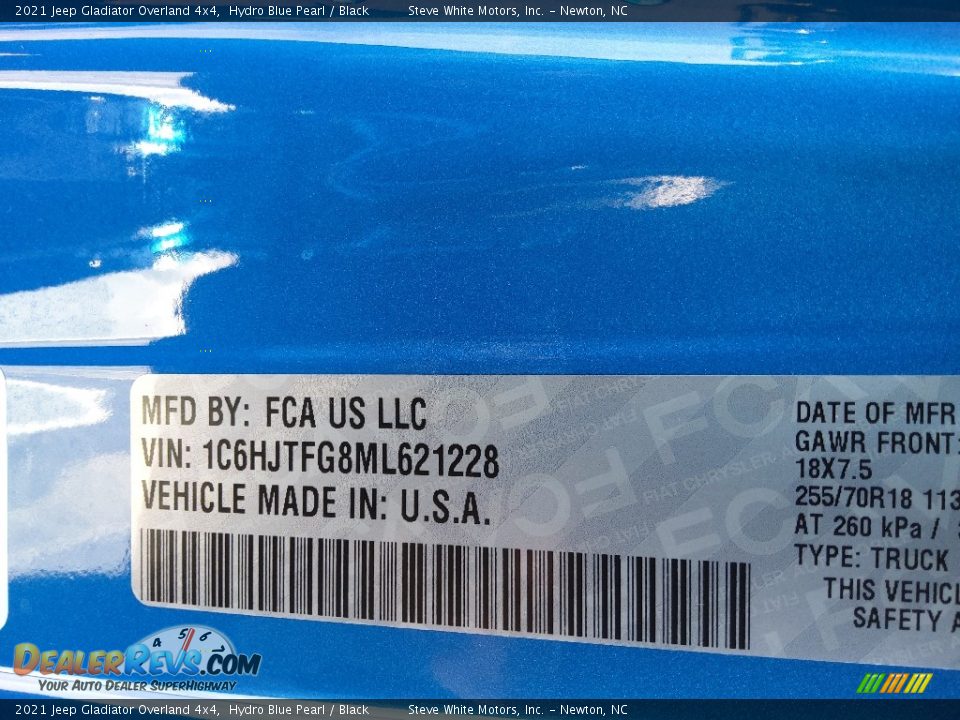 2021 Jeep Gladiator Overland 4x4, Hydro Blue Pearl / Black Steve White Motors, Inc. - Newton, NC
MFD BY: FCA US LLC
VIN: 1C6HJTFG8ML621228
VEHICLE MADE IN: U.S.A.
DATE OF MFR
GAWR FRONT:
18X7.5
255/70R18 113
AT 260 kPa /
TYPE: TRUCK
THIS VEHICL
SAFETY A
4 5 6
DEALERREVS.COM
YOUR AUTO DEALER SUPERHIGHWAY
2021 Jeep Gladiator Overland 4x4, Hydro Blue Pearl / Black Steve White Motors, Inc. - Newton, NC